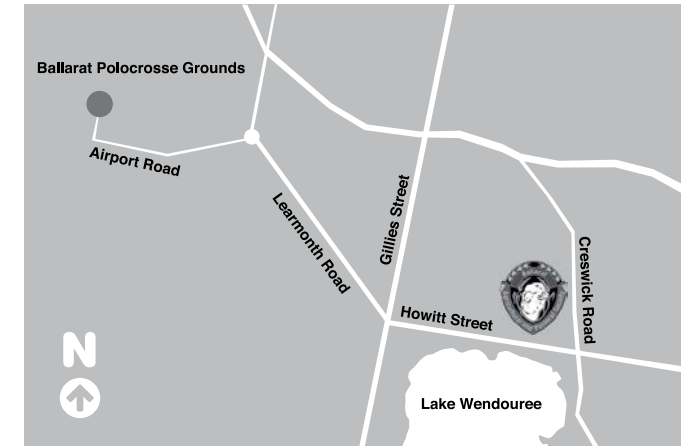 Ballarat Polocrosse Grounds
Airport Road
Learmonth Road
Gillies Street
Creswick Road
Howitt Street
N
Lake Wendouree